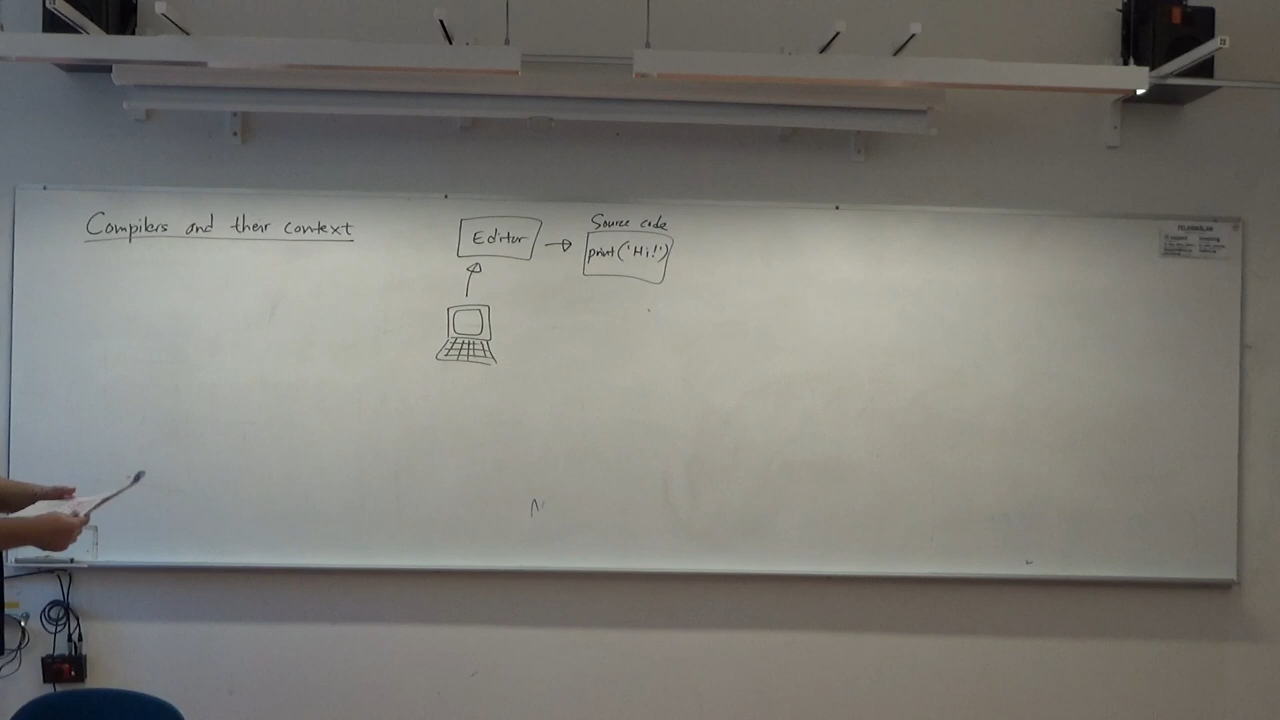 Compilers and their context
Editor
Source code
print('Hi!')